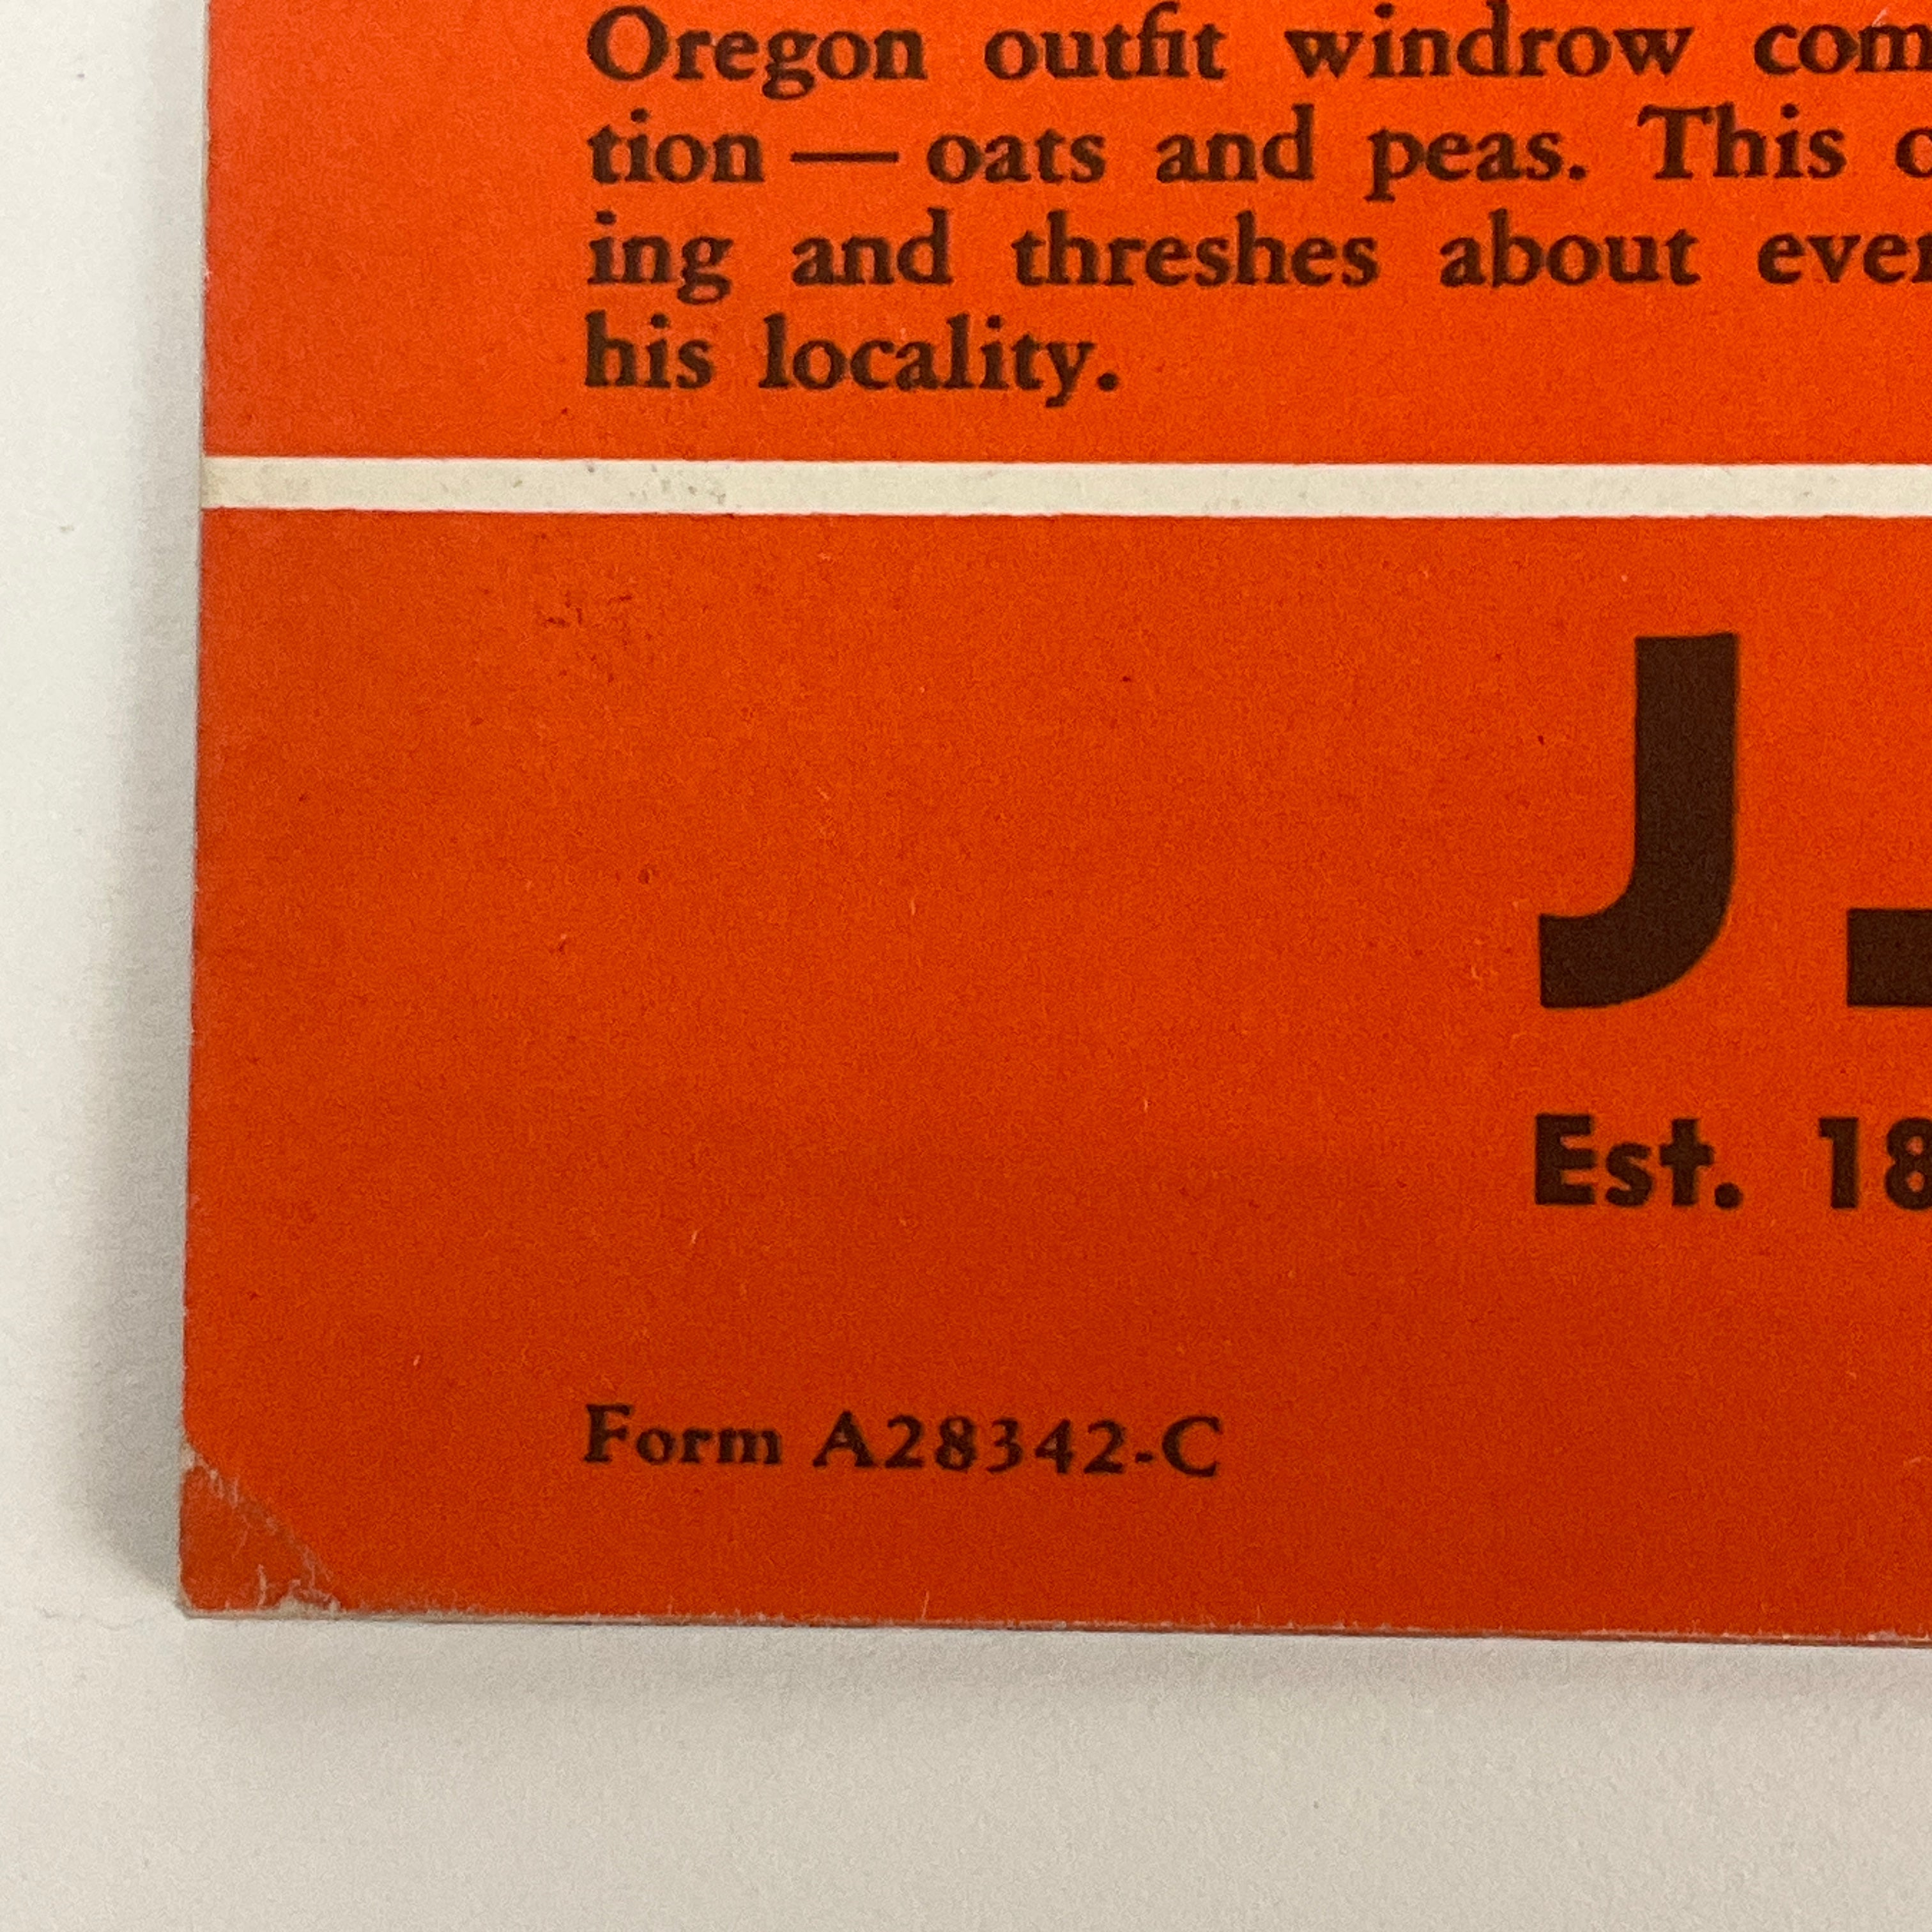 Oregon outfit windrow com
tion — oats and peas. This c
ing and threshes about ever
his locality.
J
Est. 18
Form A28342-C